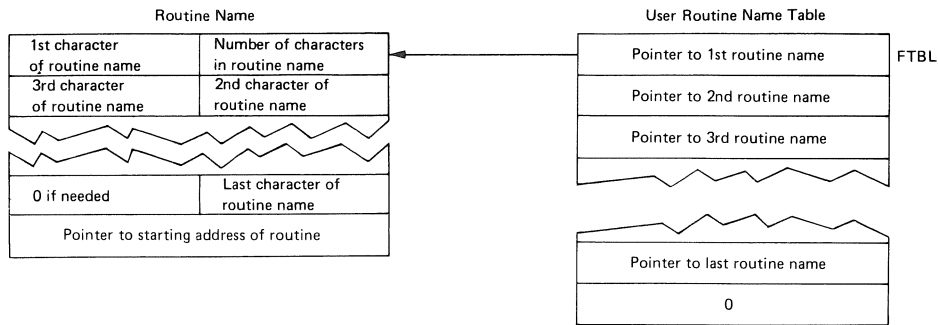 Routine Name
1st character
of routine name
Number of characters
in routine name
3rd character
of routine name
2nd character of
routine name
0 if needed
Last character of
routine name
Pointer to starting address of routine
User Routine Name Table
Pointer to 1st routine name
FTBL
Pointer to 2nd routine name
Pointer to 3rd routine name
Pointer to last routine name
0